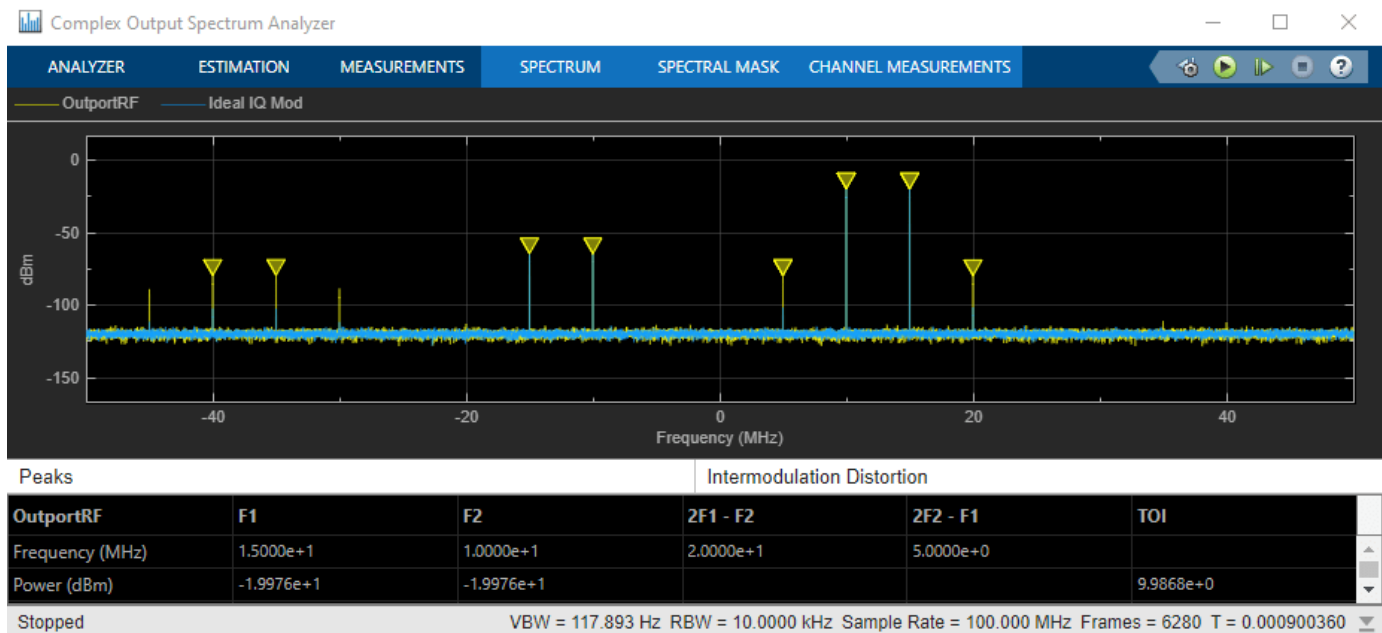 Complex Output Spectrum Analyzer
ANALYZER ESTIMATION MEASUREMENTS SPECTRUM SPECTRAL MASK CHANNEL MEASUREMENTS ?
OutportRF Ideal IQ Mod
0
-50
-100
-150
dBm
-40 -20 0 20 40
Frequency (MHz)
Peaks Intermodulation Distortion
OutportRF F1 F2 2F1 - F2 2F2 - F1 TOI
Frequency (MHz) 1.5000e+1 1.0000e+1 2.0000e+1 5.0000e+0
Power (dBm) -1.9976e+1 -1.9976e+1 9.9868e+0
Stopped VBW = 117.893 Hz RBW = 10.0000 kHz Sample Rate = 100.000 MHz Frames = 6280 T = 0.000900360